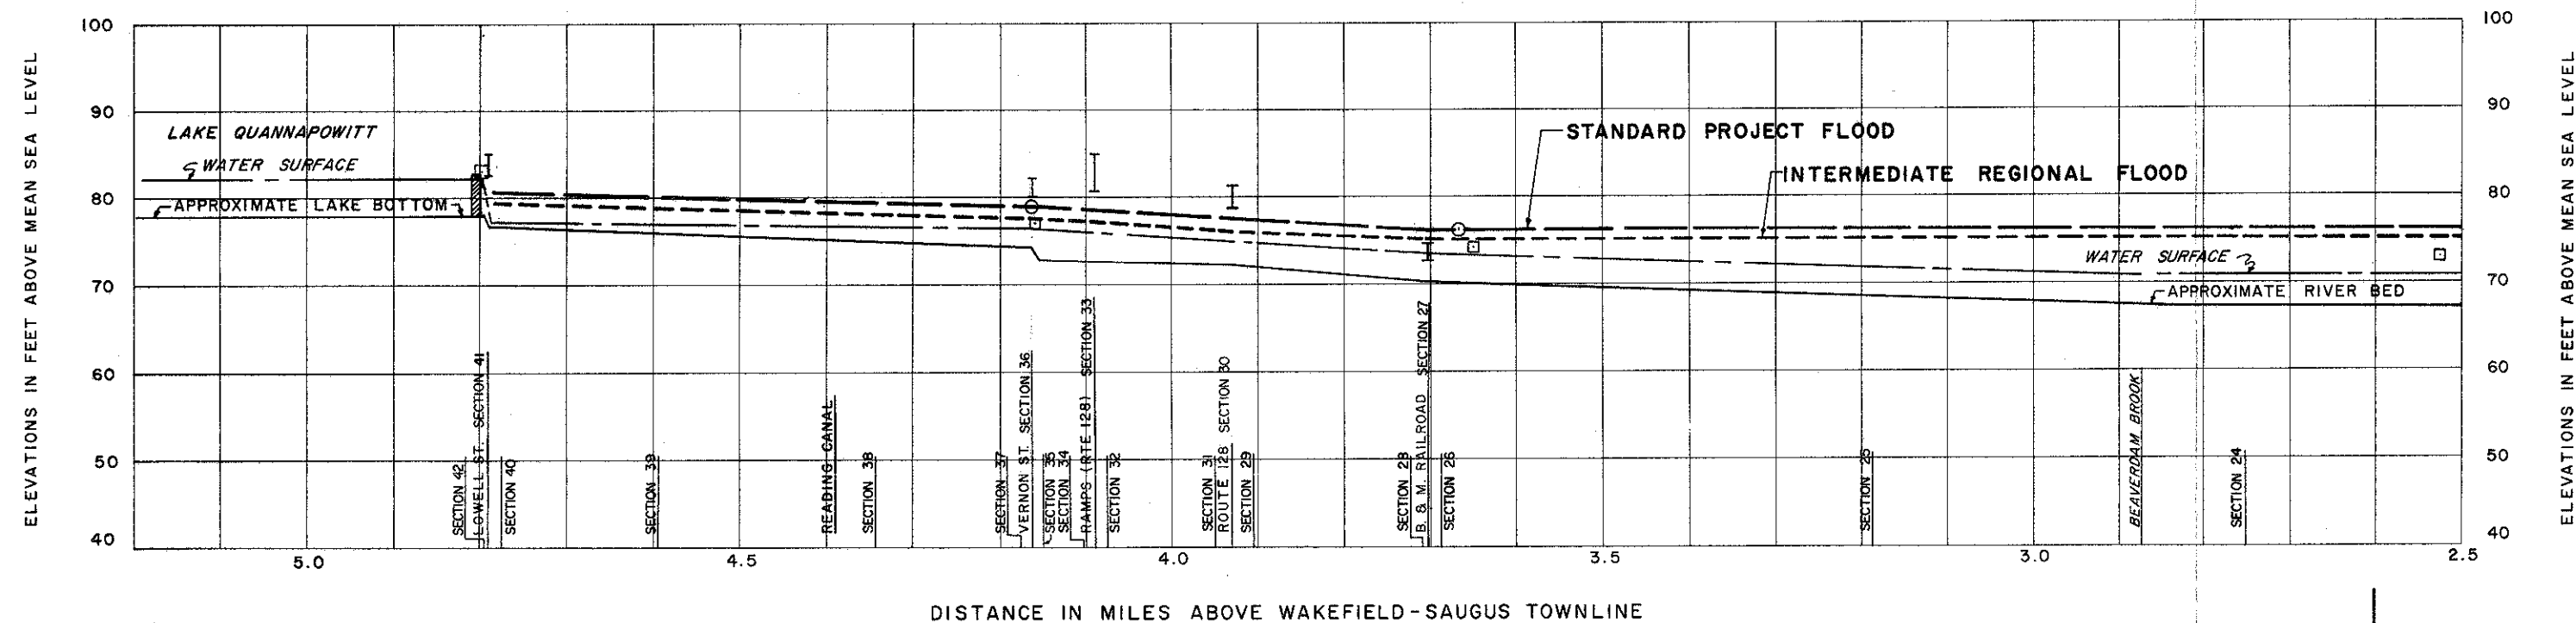 ELEVATIONS IN FEET ABOVE MEAN SEA LEVEL
100
90
80
70
60
50
40
LAKE QUANNAPOWITT
WATER SURFACE
APPROXIMATE LAKE BOTTOM
STANDARD PROJECT FLOOD
INTERMEDIATE REGIONAL FLOOD
WATER SURFACE
APPROXIMATE RIVER BED
SECTION 42
LOWELL ST. SECTION 41
SECTION 40
SECTION 39
READING CANAL
SECTION 38
SECTION 37
VERNON ST. SECTION 36
SECTION 35
SECTION 34
RAMPS (RTE 128) SECTION 33
SECTION 32
SECTION 31
ROUTE 128 SECTION 30
SECTION 29
SECTION 28
B. & M. RAILROAD SECTION 27
SECTION 26
SECTION 25
BEAVERDAM BROOK
SECTION 24
100
90
80
70
60
50
40
ELEVATIONS IN FEET ABOVE MEAN SEA LEVEL
5.0 4.5 4.0 3.5 3.0 2.5
DISTANCE IN MILES ABOVE WAKEFIELD-SAUGUS TOWNLINE